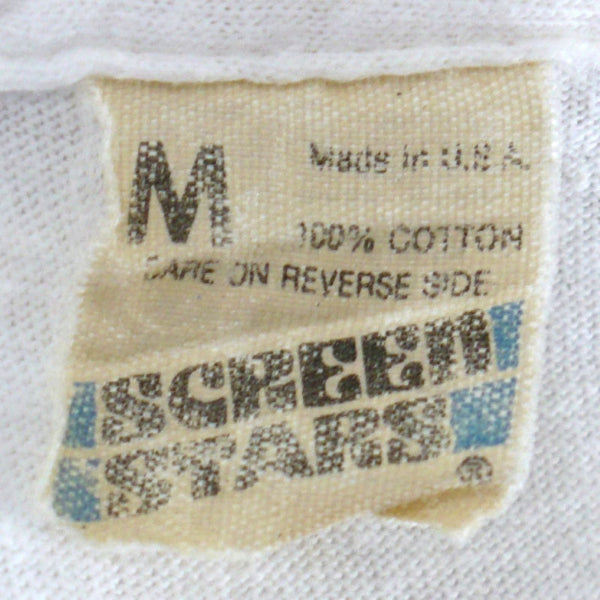 M
Made in U.S.A.
100% COTTON
CARE ON REVERSE SIDE
SCREEN
STARS
®